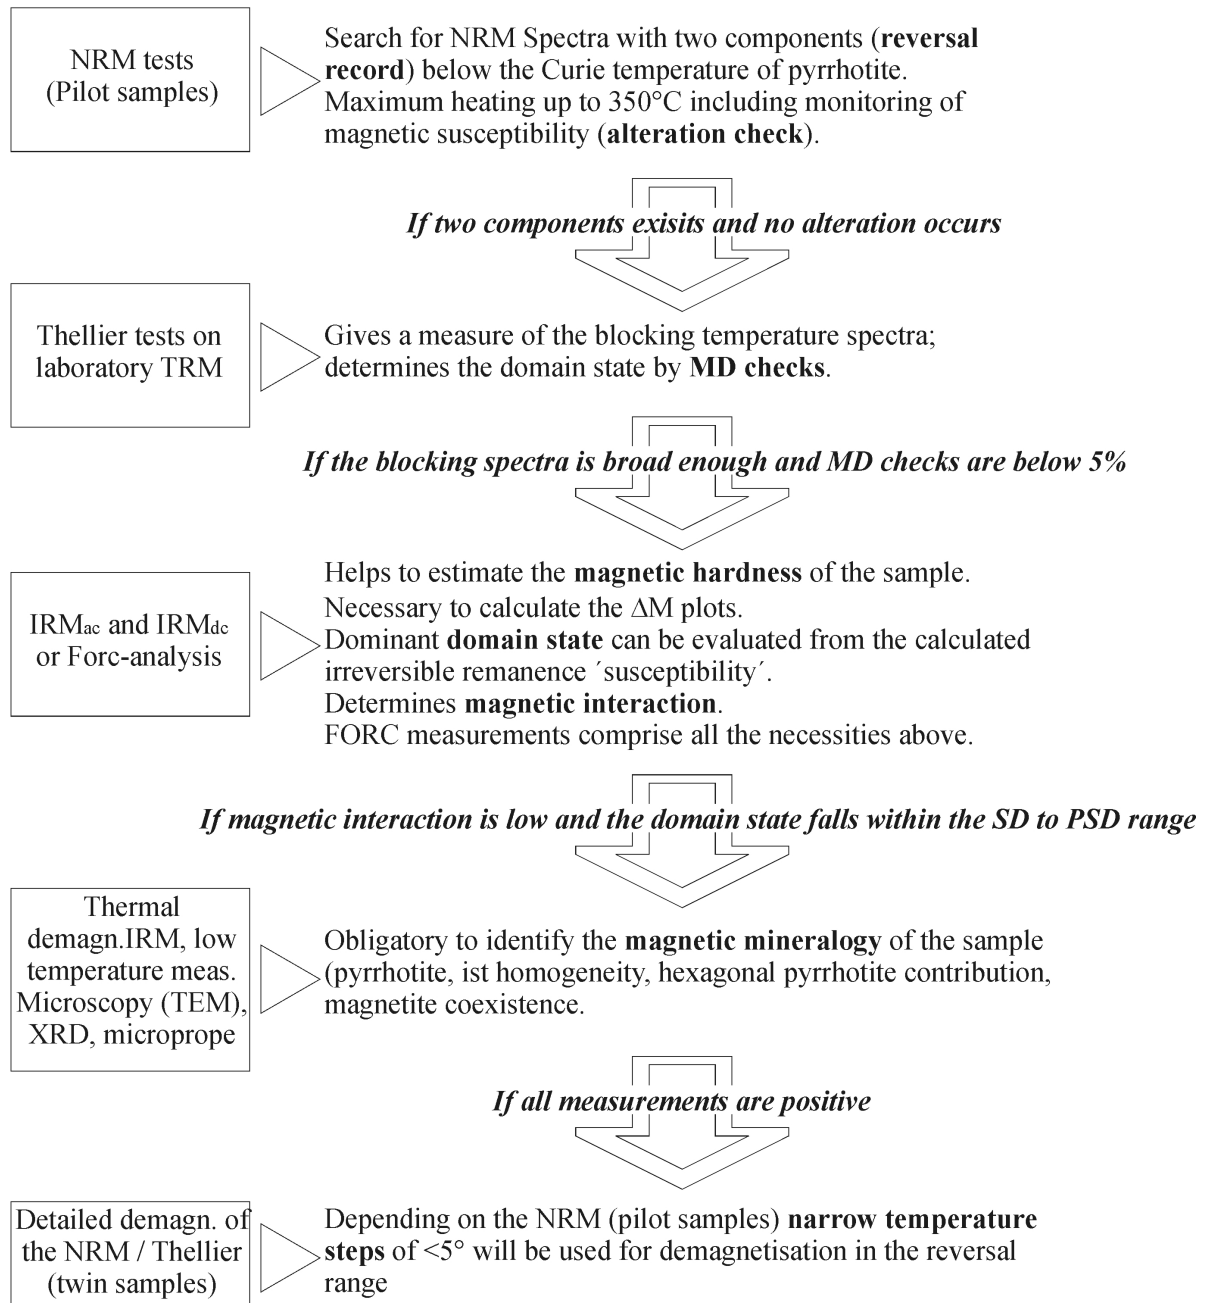 NRM tests
(Pilot samples)
Search for NRM Spectra with two components (reversal
record) below the Curie temperature of pyrrhotite.
Maximum heating up to 350°C including monitoring of
magnetic susceptibility (alteration check).
If two components exisits and no alteration occurs
Thellier tests on
laboratory TRM
Gives a measure of the blocking temperature spectra;
determines the domain state by MD checks.
If the blocking spectra is broad enough and MD checks are below 5%
IRMac and IRMdc
or Forc-analysis
Helps to estimate the magnetic hardness of the sample.
Necessary to calculate the ΔM plots.
Dominant domain state can be evaluated from the calculated
irreversible remanence ´susceptibility´.
Determines magnetic interaction.
FORC measurements comprise all the necessities above.
If magnetic interaction is low and the domain state falls within the SD to PSD range
Thermal
demagn.IRM, low
temperature meas.
Microscopy (TEM),
XRD, microprope
Obligatory to identify the magnetic mineralogy of the sample
(pyrrhotite, ist homogeneity, hexagonal pyrrhotite contribution,
magnetite coexistence.
If all measurements are positive
Detailed demagn. of
the NRM / Thellier
(twin samples)
Depending on the NRM (pilot samples) narrow temperature
steps of <5° will be used for demagnetisation in the reversal
range